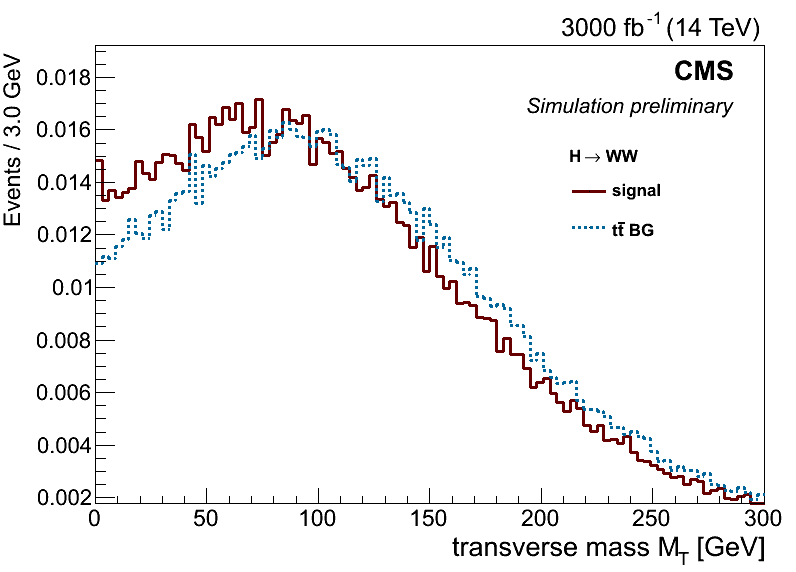 3000 fb⁻¹ (14 TeV)
CMS
Simulation preliminary
H → WW
signal
tt̄ BG
Events / 3.0 GeV
0.018
0.016
0.014
0.012
0.01
0.008
0.006
0.004
0.002
0 50 100 150 200 250 300
transverse mass M_T [GeV]